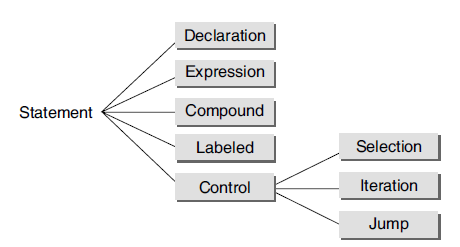 Declaration
Expression
Statement
Compound
Labeled
Control
Selection
Iteration
Jump